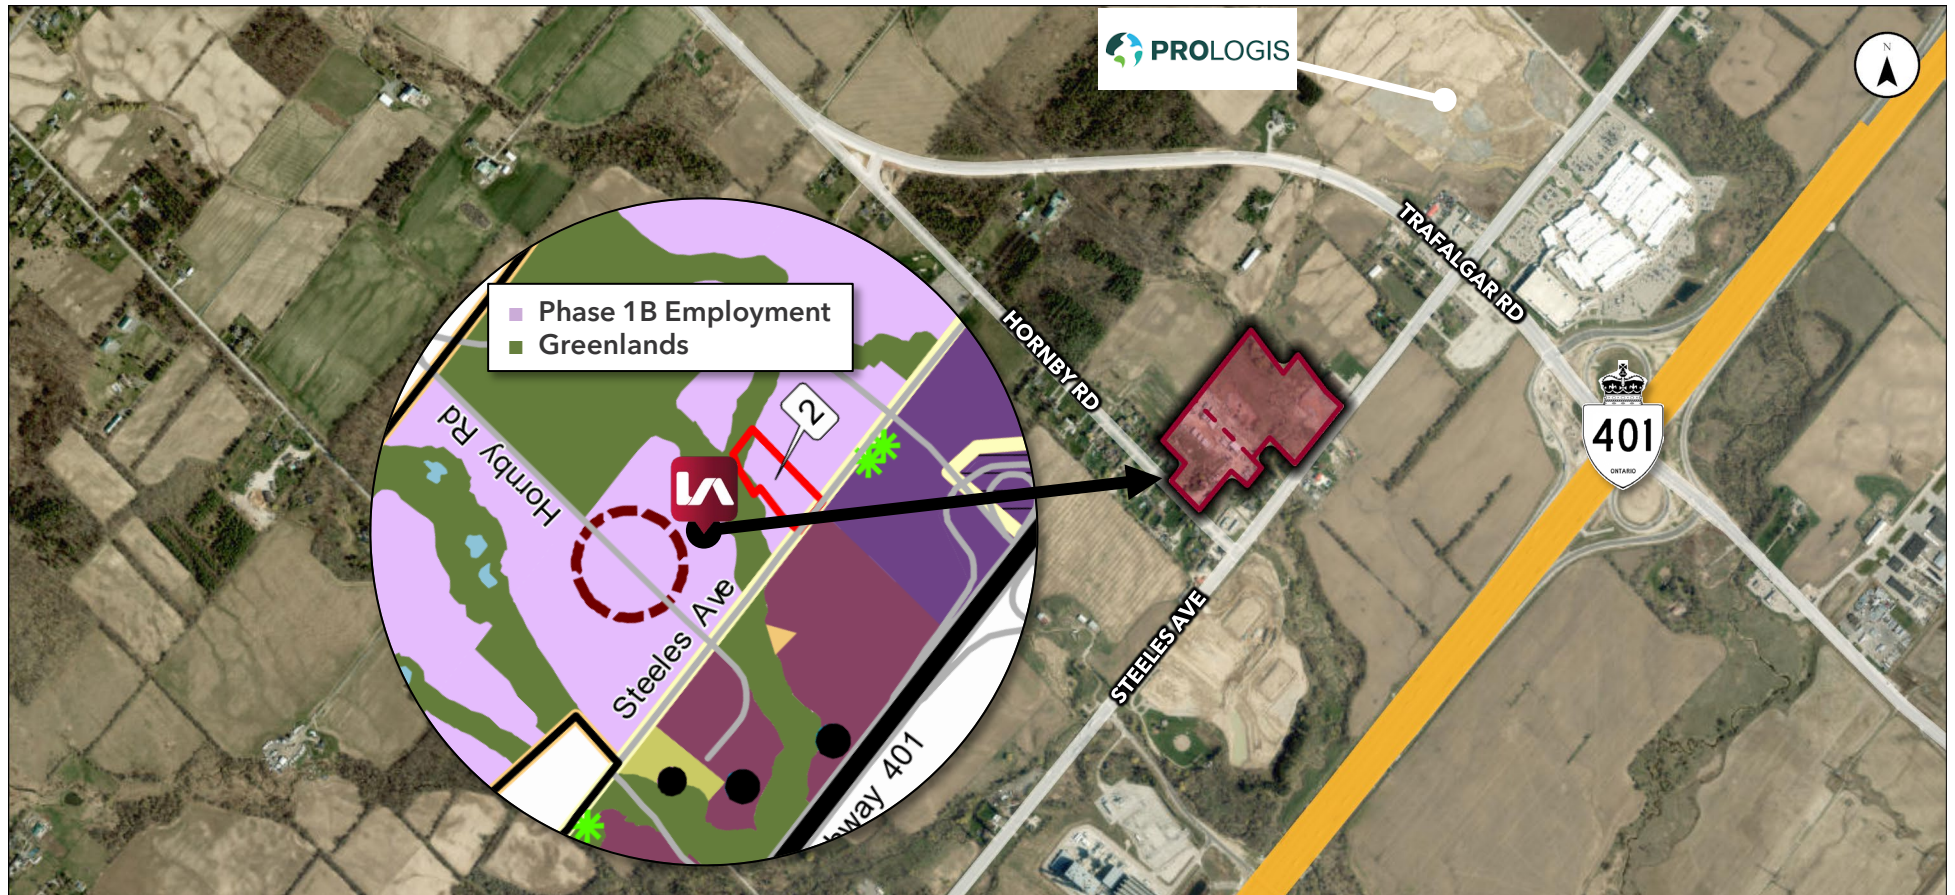 PROLOGIS
N
TRAFALGAR RD
HORNBY RD
Phase 1B Employment
Greenlands
2
Hornby Rd
401
ONTARIO
Steeles Ave
STEELES AVE
hway 401